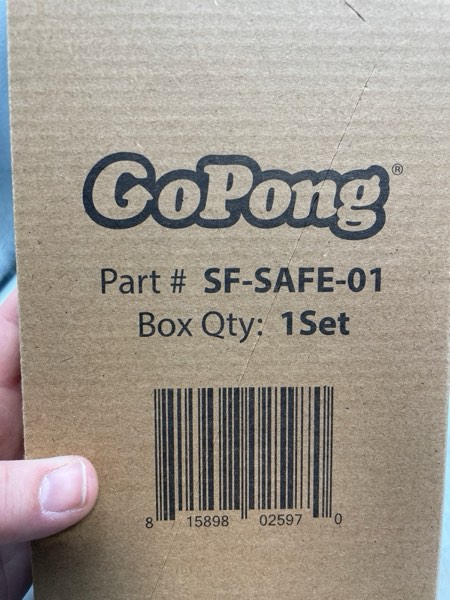 GoPong®
Part # SF-SAFE-01
Box Qty: 1Set
8 15898 02597 0